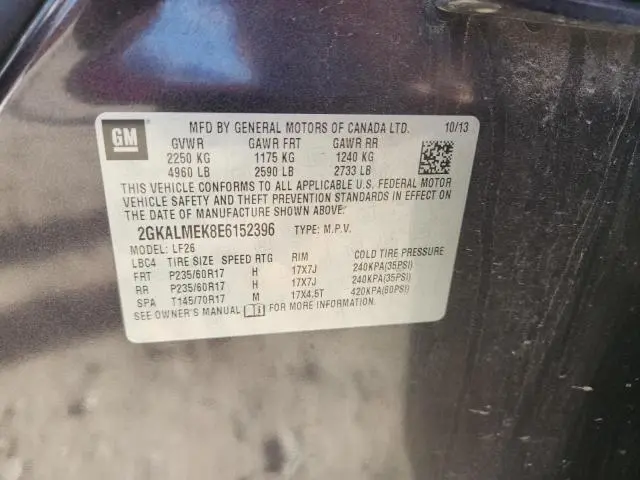 GM
MFD BY GENERAL MOTORS OF CANADA LTD. 10/13
GVWR GAWR FRT GAWR RR
2250 KG 1175 KG 1240 KG
4960 LB 2590 LB 2733 LB
THIS VEHICLE CONFORMS TO ALL APPLICABLE U.S. FEDERAL MOTOR
VEHICLE SAFETY AND THEFT PREVENTION STANDARDS IN EFFECT ON
THE DATE OF MANUFACTURE SHOWN ABOVE.
2GKALMEK8E6152396 TYPE: M.P.V.
MODEL: LF26
LBC4 TIRE SIZE SPEED RTG RIM COLD TIRE PRESSURE
FRT P235/60R17 H 17X7J 240KPA(35PSI)
RR P235/60R17 H 17X7J 240KPA(35PSI)
SPA T145/70R17 M 17X4.5T 420KPA(60PSI)
SEE OWNER'S MANUAL i FOR MORE INFORMATION.